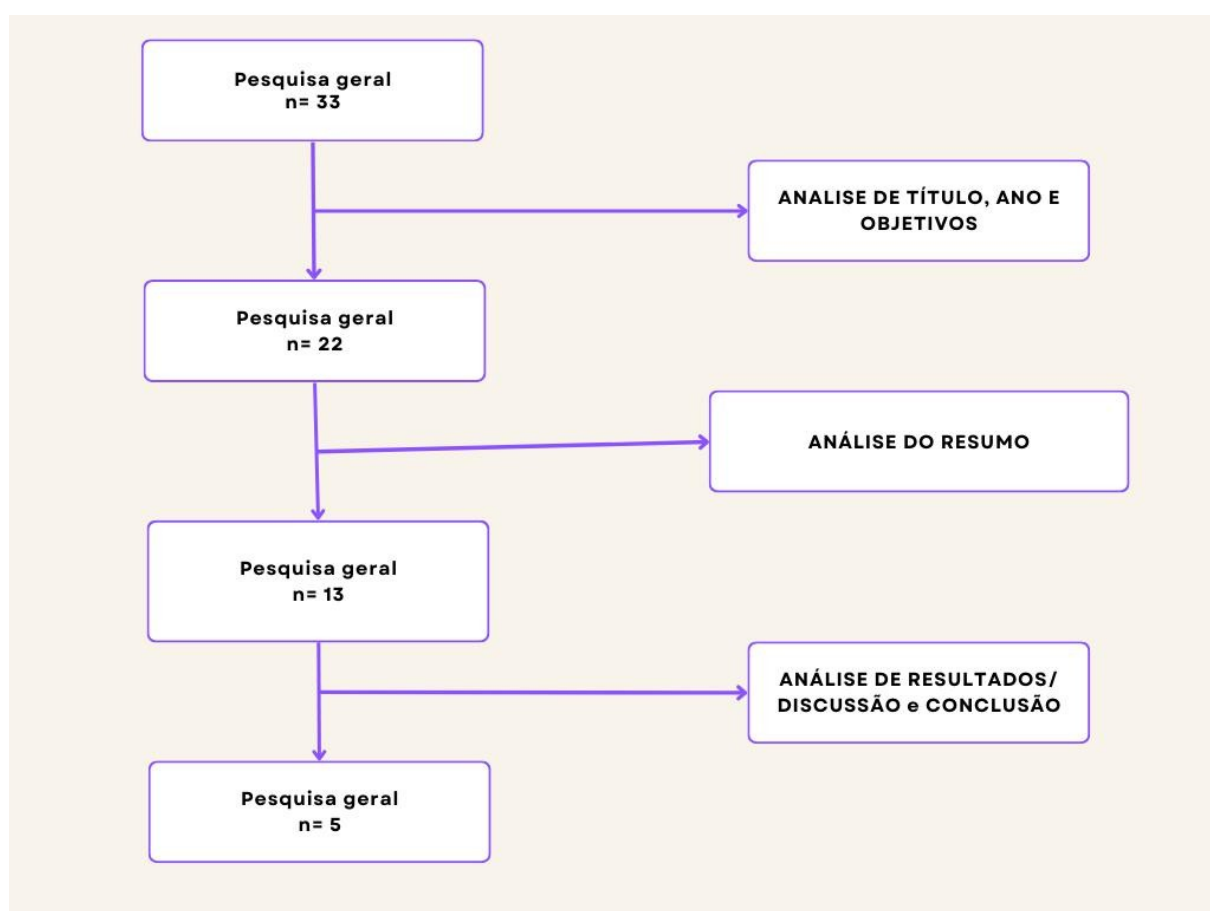 Pesquisa geral
n= 33
ANALISE DE TÍTULO, ANO E
OBJETIVOS
Pesquisa geral
n= 22
ANÁLISE DO RESUMO
Pesquisa geral
n= 13
ANÁLISE DE RESULTADOS/
DISCUSSÃO e CONCLUSÃO
Pesquisa geral
n= 5